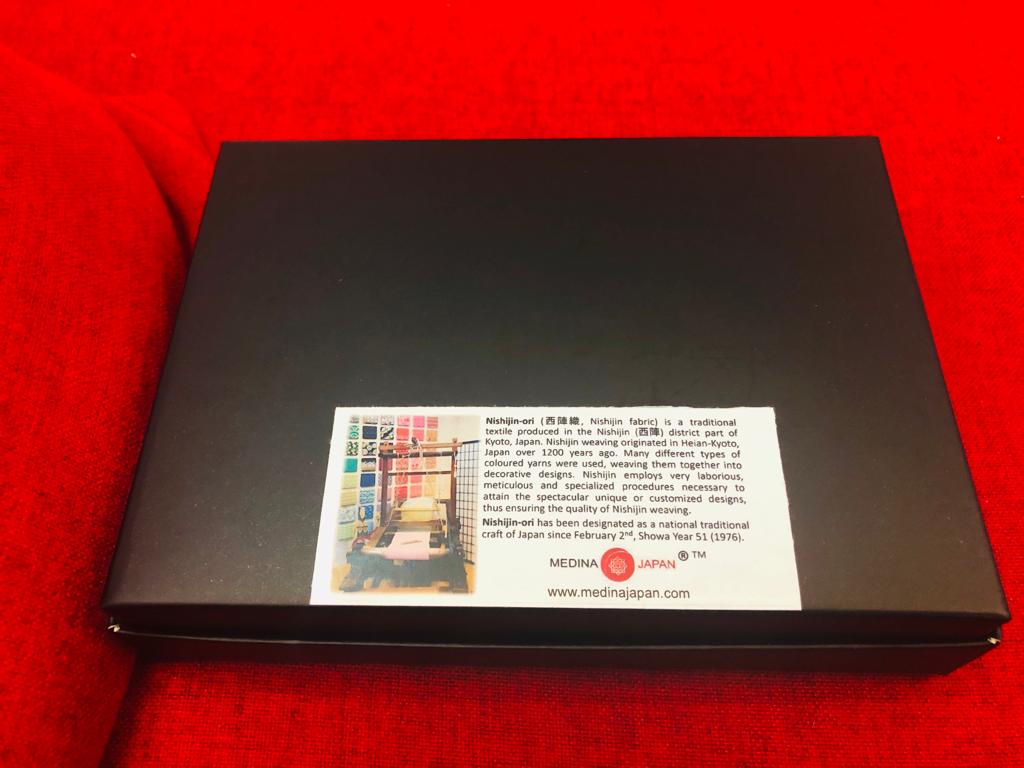 Nishijin-ori (西陣織, Nishijin fabric) is a traditional
textile produced in the Nishijin (西陣) district part of
Kyoto, Japan. Nishijin weaving originated in Heian-Kyoto,
Japan over 1200 years ago. Many different types of
coloured yarns were used, weaving them together into
decorative designs. Nishijin employs very laborious,
meticulous and specialized procedures necessary to
attain the spectacular unique or customized designs,
thus ensuring the quality of Nishijin weaving.
Nishijin-ori has been designated as a national traditional
craft of Japan since February 2nd, Showa Year 51 (1976).
MEDINA JAPAN ® TM
www.medinajapan.com